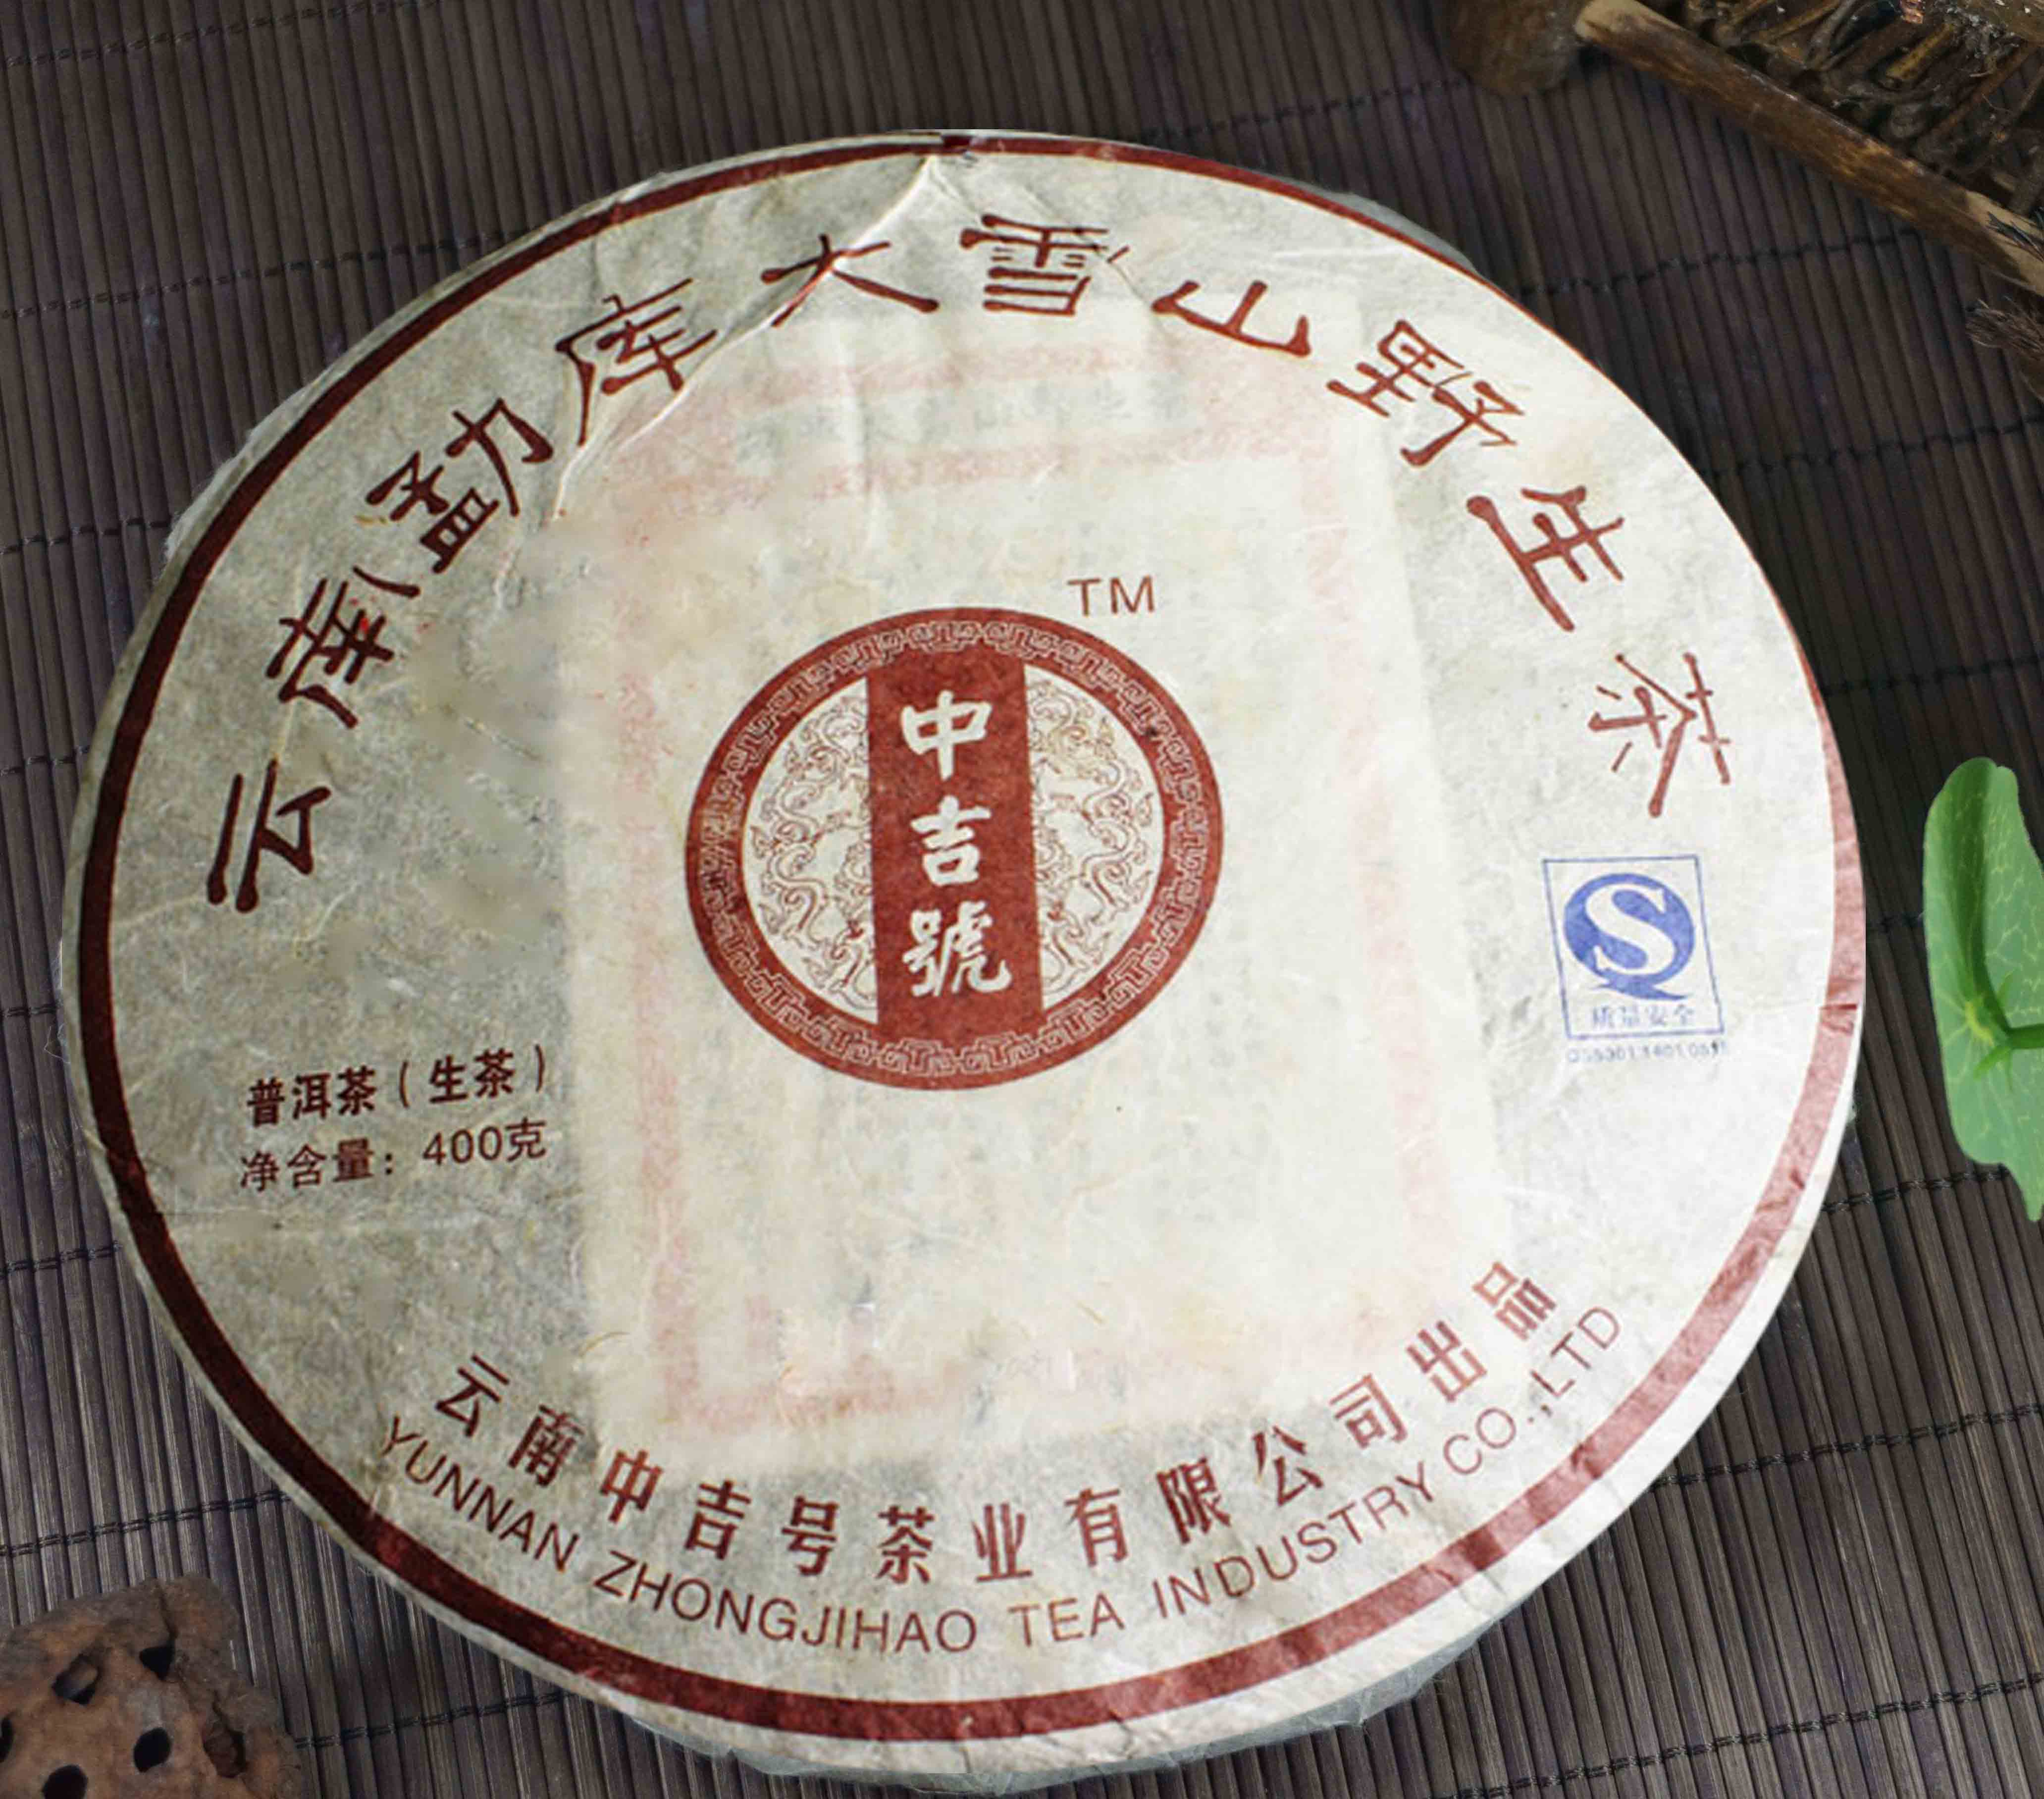 云南勐库大雪山野生茶
TM
中吉號
质量安全
普洱茶（生茶）
净含量：400克
云南中吉号茶业有限公司出品
YUNNAN ZHONGJIHAO TEA INDUSTRY CO.,LTD